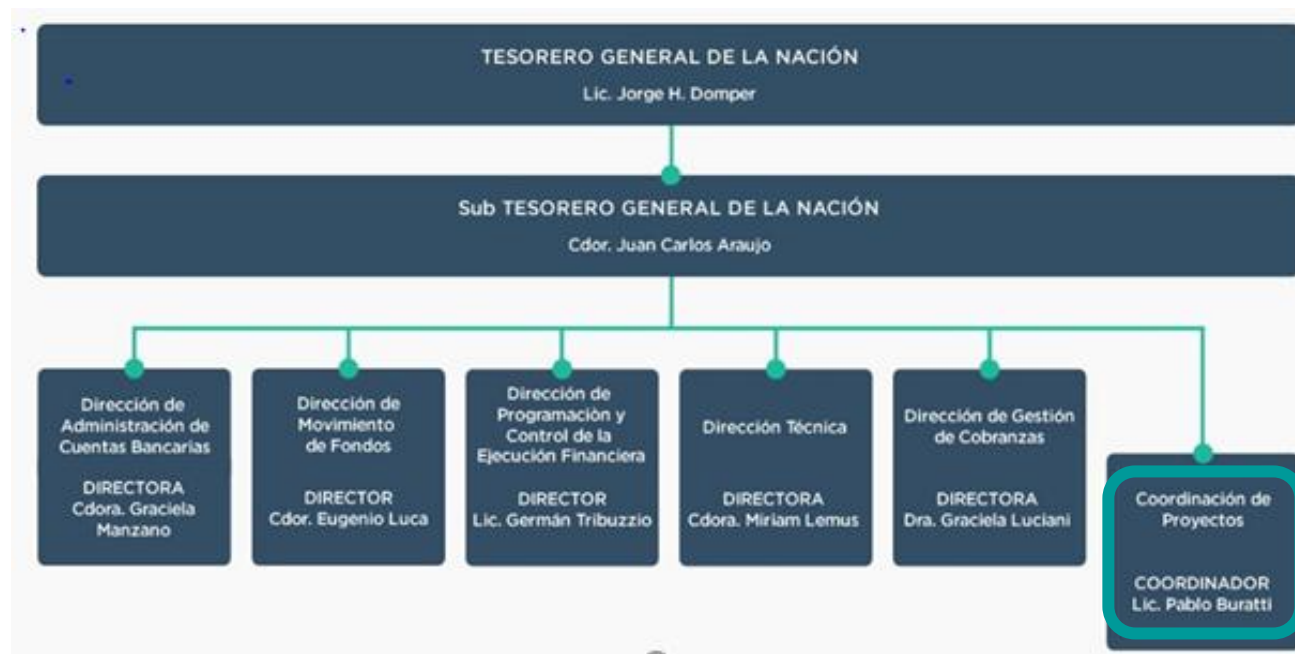 TESORERO GENERAL DE LA NACIÓN
Lic. Jorge H. Domper
Sub TESORERO GENERAL DE LA NACIÓN
Cdor. Juan Carlos Araujo
Dirección de
Administración de
Cuentas Bancarias
DIRECTORA
Cdora. Graciela
Manzano
Dirección de
Movimiento
de Fondos
DIRECTOR
Cdor. Eugenio Luca
Dirección de
Programaciòn y
Control de la
Ejecución Financiera
DIRECTOR
Lic. Germán Tribuzzio
Dirección Técnica
DIRECTORA
Cdora. Miriam Lemus
Dirección de Gestión
de Cobranzas
DIRECTORA
Dra. Graciela Luciani
Coordinación de
Proyectos
COORDINADOR
Lic. Pablo Buratti